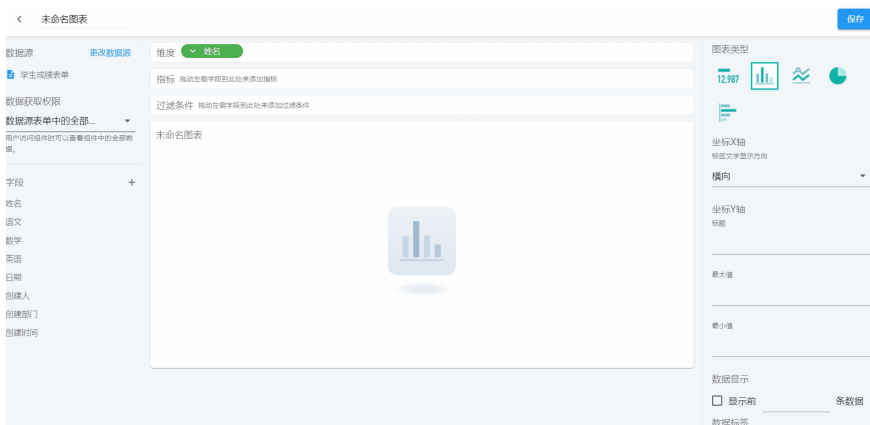 未命名图表
保存
数据源
更改数据源
学生成绩表单
数据获取权限
数据源表单中的全部...
用户访问组件时可以查看组件中的全部数
据。
字段
+
姓名
语文
数学
英语
日期
创建人
创建部门
创建时间
维度
姓名
指标 拖动左侧字段到此处来添加指标
过滤条件 拖动左侧字段到此处来添加过滤条件
未命名图表
图表类型
12,987
坐标X轴
标签文字显示方向
横向
坐标Y轴
标题
最大值
最小值
数据显示
显示前
条数据
数据标签